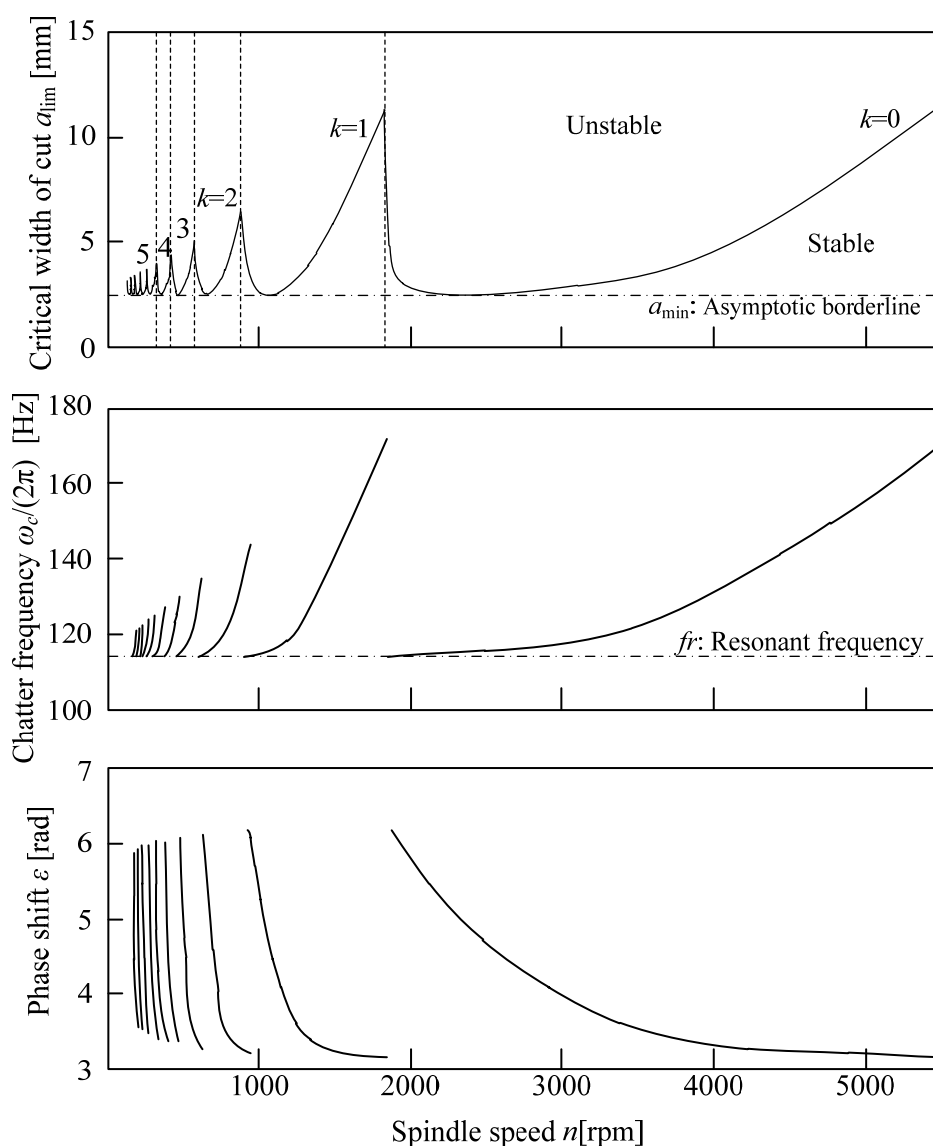 Critical width of cut a_lim [mm]
15
10
5
0
k=1
k=2
3
4
5
Unstable
k=0
Stable
a_min: Asymptotic borderline
Chatter frequency ω_c/(2π) [Hz]
180
160
140
120
100
fr: Resonant frequency
Phase shift ε [rad]
7
6
5
4
3
1000 2000 3000 4000 5000
Spindle speed n[rpm]